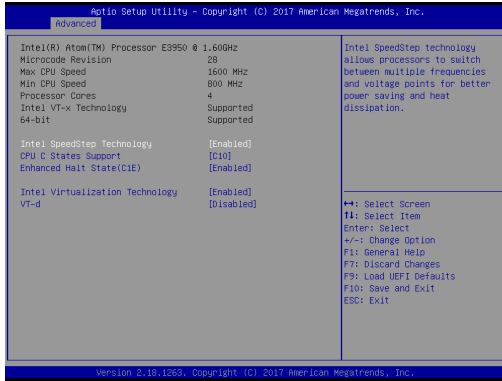 Aptio Setup Utility - Copyright (C) 2017 American Megatrends, Inc.
Advanced
Intel(R) Atom(TM) Processor E3950 @ 1.60GHz
Microcode Revision 28
Max CPU Speed 1600 MHz
Min CPU Speed 800 MHz
Processor Cores 4
Intel VT-x Technology Supported
64-bit Supported
Intel SpeedStep Technology [Enabled]
CPU C States Support [C10]
Enhanced Halt State(C1E) [Enabled]
Intel Virtualization Technology [Enabled]
VT-d [Disabled]
Intel SpeedStep technology
allows processors to switch
between multiple frequencies
and voltage points for better
power saving and heat
dissipation.
↔: Select Screen
↑↓: Select Item
Enter: Select
+/-: Change Option
F1: General Help
F7: Discard Changes
F9: Load UEFI Defaults
F10: Save and Exit
ESC: Exit
Version 2.18.1263. Copyright (C) 2017 American Megatrends, Inc.